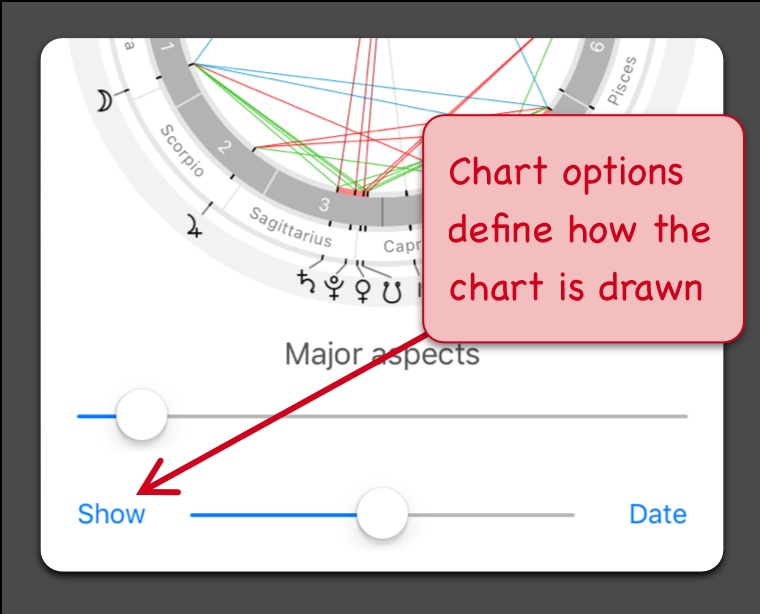 1
6
Pisces
Scorpio
2
3
Sagittarius
Capr
Chart options
define how the
chart is drawn
Major aspects
Show
Date